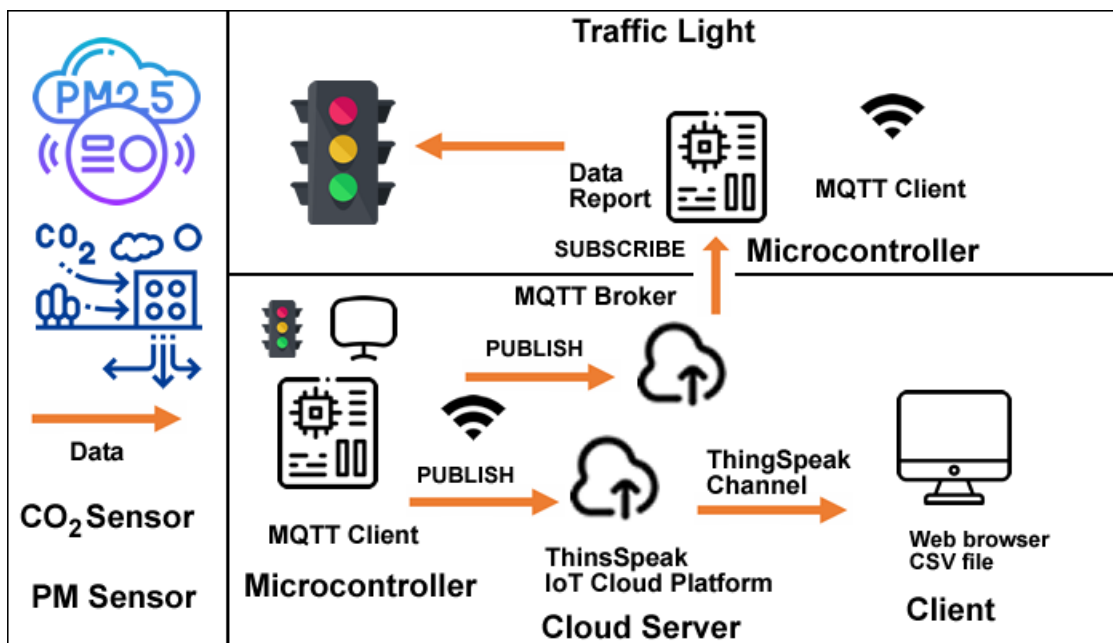 PM2.5
CO2
Data
CO2 Sensor
PM Sensor
Traffic Light
Data
Report
MQTT Client
SUBSCRIBE
Microcontroller
MQTT Broker
PUBLISH
PUBLISH
MQTT Client
Microcontroller
ThinsSpeak
IoT Cloud Platform
Cloud Server
ThingSpeak
Channel
Web browser
CSV file
Client